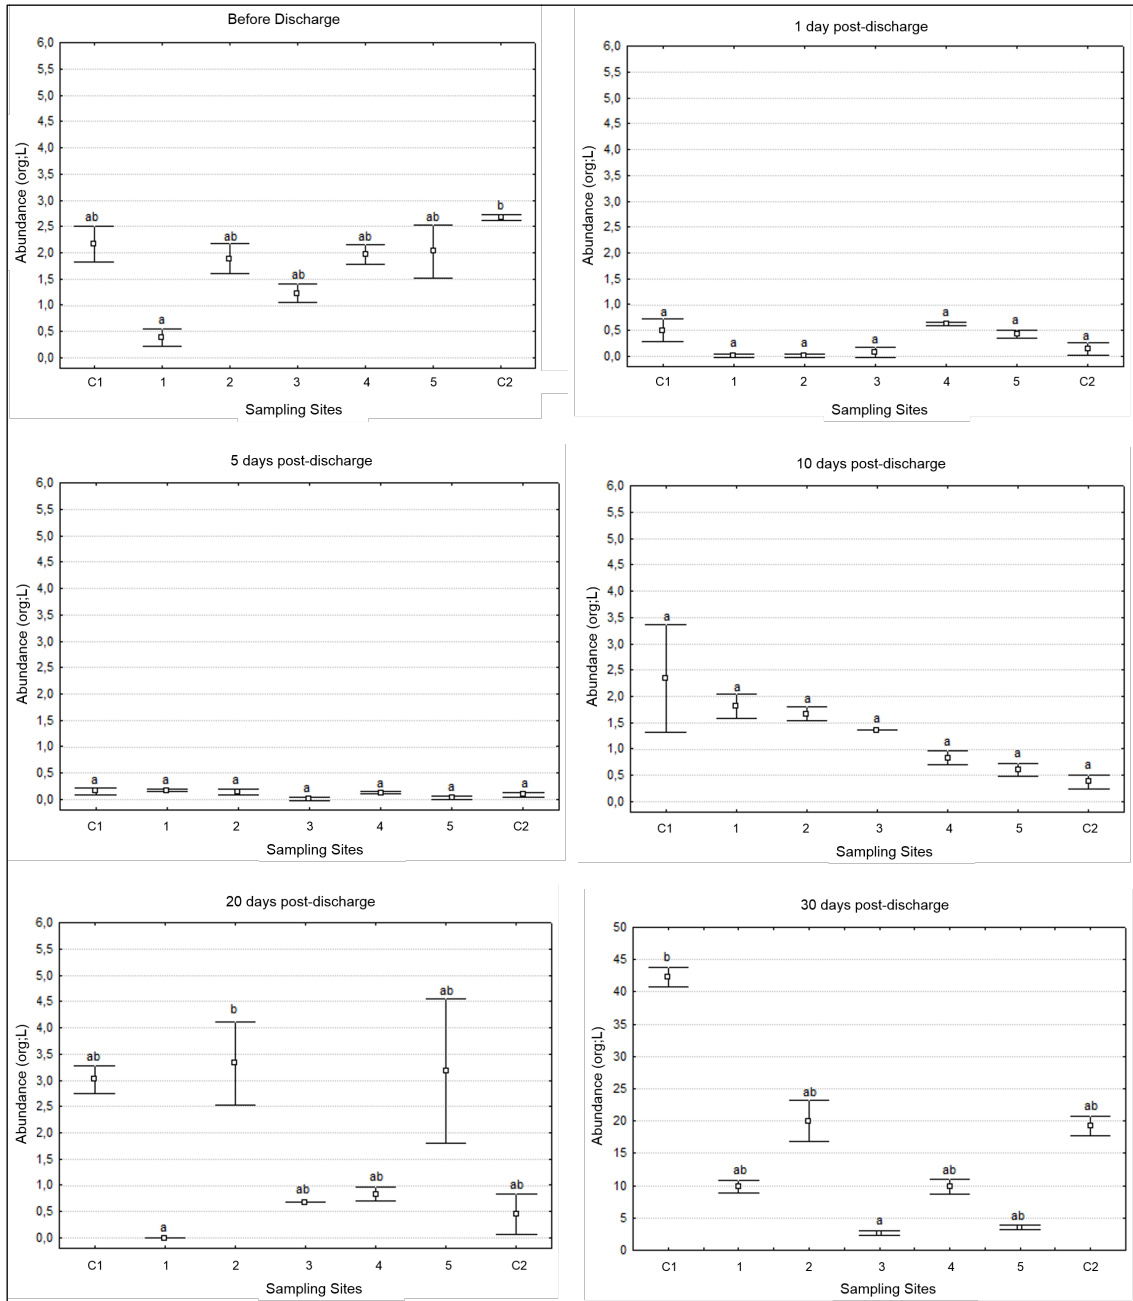 Before Discharge
6,0
5,5
5,0
4,5
4,0
3,5
3,0
2,5
2,0
1,5
1,0
0,5
0,0
Abundance (org;L)
ab
a
ab
ab
ab
ab
b
C1 1 2 3 4 5 C2
Sampling Sites
1 day post-discharge
6,0
5,5
5,0
4,5
4,0
3,5
3,0
2,5
2,0
1,5
1,0
0,5
0,0
Abundance (org;L)
a
a
a
a
a
a
a
C1 1 2 3 4 5 C2
Sampling Sites
5 days post-discharge
6,0
5,5
5,0
4,5
4,0
3,5
3,0
2,5
2,0
1,5
1,0
0,5
0,0
Abundance (org;L)
a a a a a a a
C1 1 2 3 4 5 C2
Sampling Sites
10 days post-discharge
6,0
5,5
5,0
4,5
4,0
3,5
3,0
2,5
2,0
1,5
1,0
0,5
0,0
Abundance (org;L)
a
a
a
a
a
a
a
C1 1 2 3 4 5 C2
Sampling Sites
20 days post-discharge
6,0
5,5
5,0
4,5
4,0
3,5
3,0
2,5
2,0
1,5
1,0
0,5
0,0
Abundance (org;L)
ab
a
b
ab
ab
ab
ab
C1 1 2 3 4 5 C2
Sampling Sites
30 days post-discharge
50
45
40
35
30
25
20
15
10
5
0
Abundance (org;L)
b
ab
ab
a
ab
ab
ab
C1 1 2 3 4 5 C2
Sampling Sites